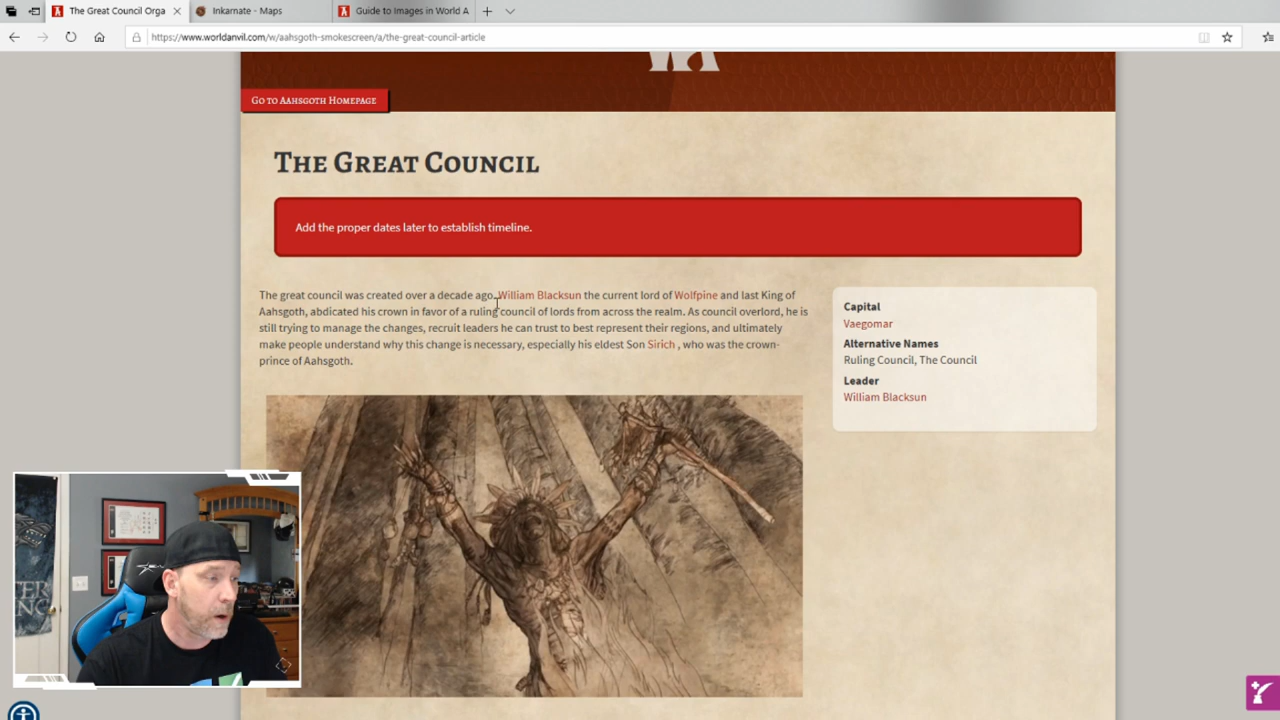 The Great Council Orga
Inkarnate - Maps
Guide to Images in World A
https://www.worldanvil.com/w/aahsgoth-smokescreen/a/the-great-council-article
Go to Aahsgoth Homepage
The Great Council
Add the proper dates later to establish timeline.
The great council was created over a decade ago. William Blacksun the current lord of Wolfpine and last King of
Aahsgoth, abdicated his crown in favor of a ruling council of lords from across the realm. As council overlord, he is
still trying to manage the changes, recruit leaders he can trust to best represent their regions, and ultimately
make people understand why this change is necessary, especially his eldest Son Sirich , who was the crown-
prince of Aahsgoth.
Capital
Vaegomar
Alternative Names
Ruling Council, The Council
Leader
William Blacksun